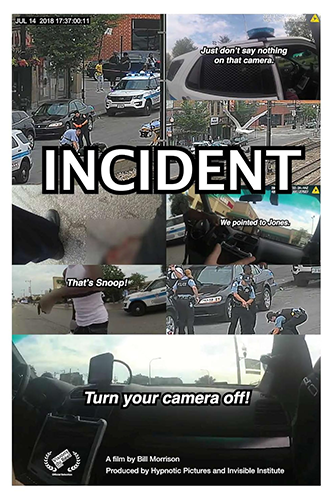 JUL 14 2018 17:37:00:11
Just don't say nothing
on that camera.
INCIDENT
We pointed to Jones.
That's Snoop!
Turn your camera off!
A film by Bill Morrison
Produced by Hypnotic Pictures and Invisible Institute